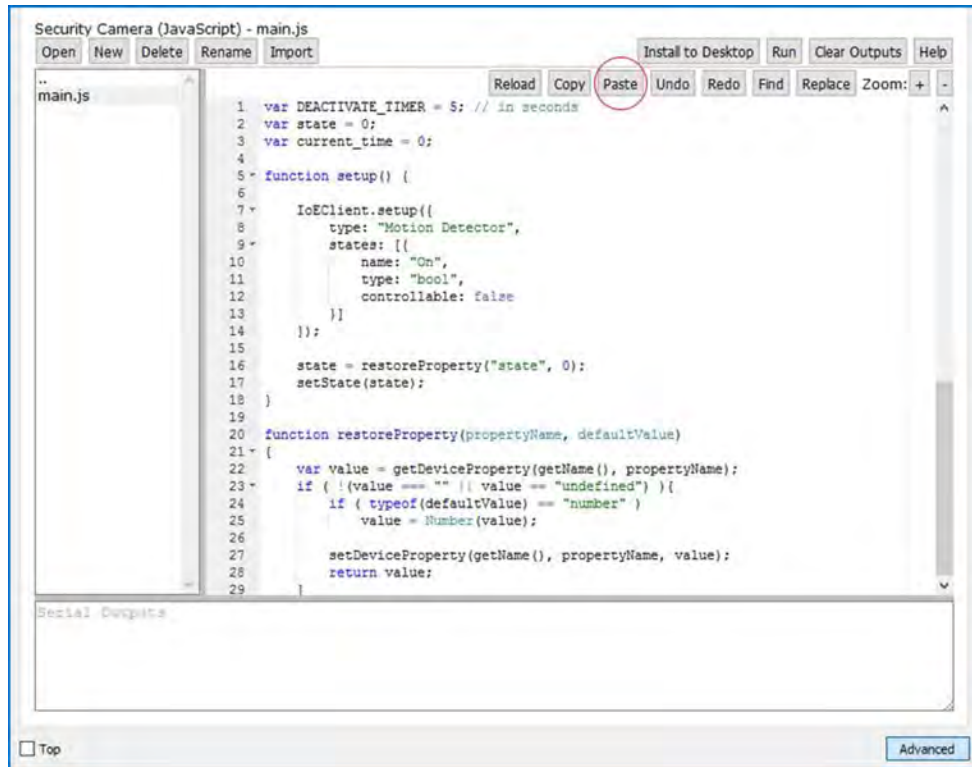 Security Camera (JavaScript) - main.js
Open New Delete Rename Import Install to Desktop Run Clear Outputs Help
..
main.js
Reload Copy Paste Undo Redo Find Replace Zoom: + -
1 var DEACTIVATE_TIMER = 5; // in seconds
2 var state = 0;
3 var current_time = 0;
4
5 function setup() {
6
7 IoEClient.setup({
8 type: "Motion Detector",
9 states: [{
10 name: "On",
11 type: "bool",
12 controllable: false
13 }]
14 });
15
16 state = restoreProperty("state", 0);
17 setState(state);
18 }
19
20 function restoreProperty(propertyName, defaultValue)
21 {
22 var value = getDeviceProperty(getName(), propertyName);
23 if ( !(value === "" || value == "undefined") ){
24 if ( typeof(defaultValue) == "number" )
25 value = Number(value);
26
27 setDeviceProperty(getName(), propertyName, value);
28 return value;
29 }
Serial Outputs
Top
Advanced